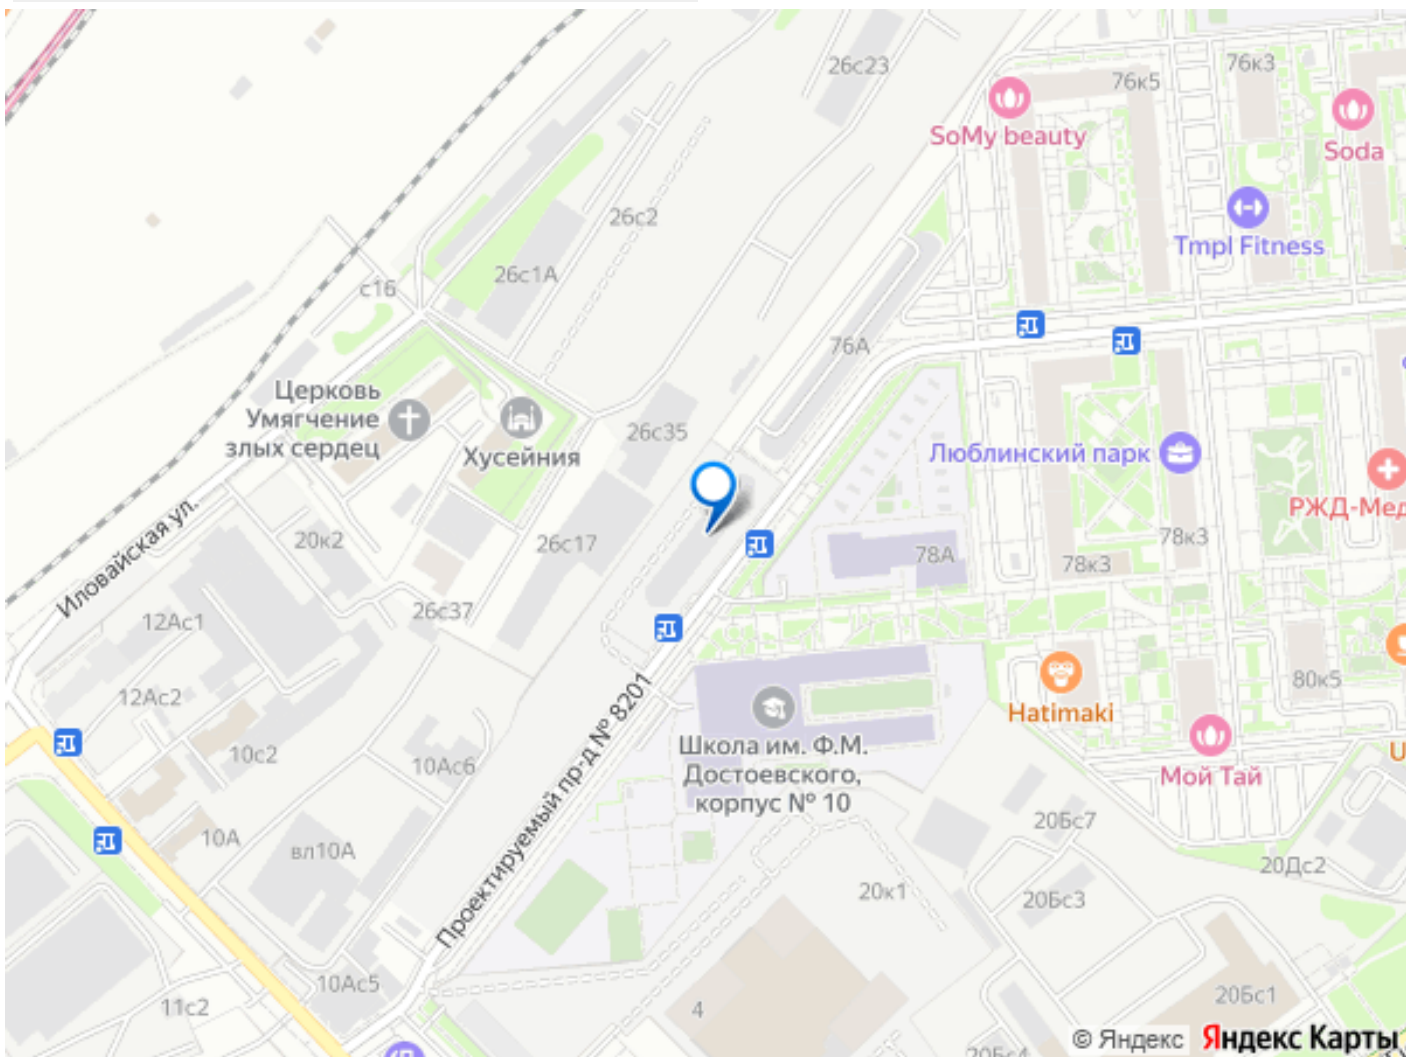 26с23
76к5
76к3
SoMy beauty
Soda
26с2
Tmpl Fitness
26с1А
с16
76А
Церковь
Умягчение
злых сердец
Хусейния
26с35
Люблинский парк
РЖД-Мед
Иловайская ул.
20к2
26с17
78А
78к3
78к3
12Ас1
26с37
12Ас2
80к5
Hatimaki
10с2
10Ас6
Проектируемый пр-д № 8201
Школа им. Ф.М.
Достоевского,
корпус № 10
Мой Тай
U
10А
вл10А
20Бс7
20Дс2
20к1
20Бс3
10Ас5
11с2
4
20Бс1
20Бс4
© Яндекс Яндекс Карты